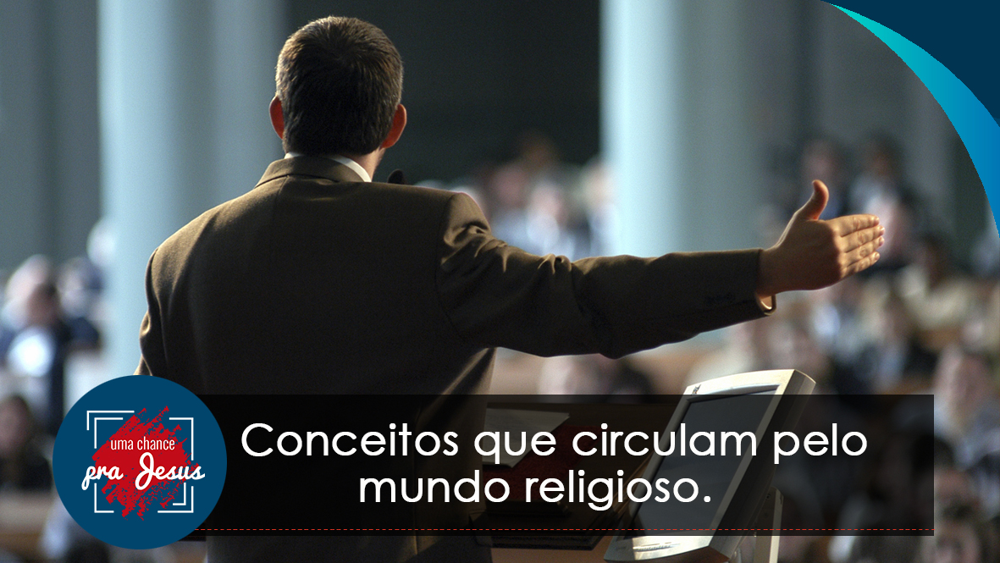 uma chance
pra Jesus
Conceitos que circulam pelo
mundo religioso.